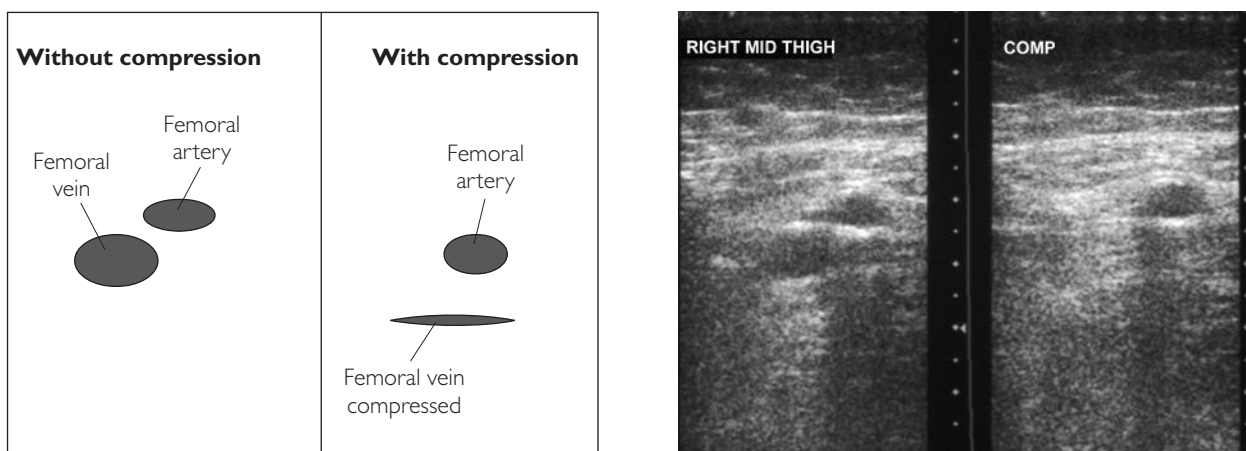 Without compression
Femoral
artery
Femoral
vein
With compression
Femoral
artery
Femoral vein
compressed
RIGHT MID THIGH
COMP